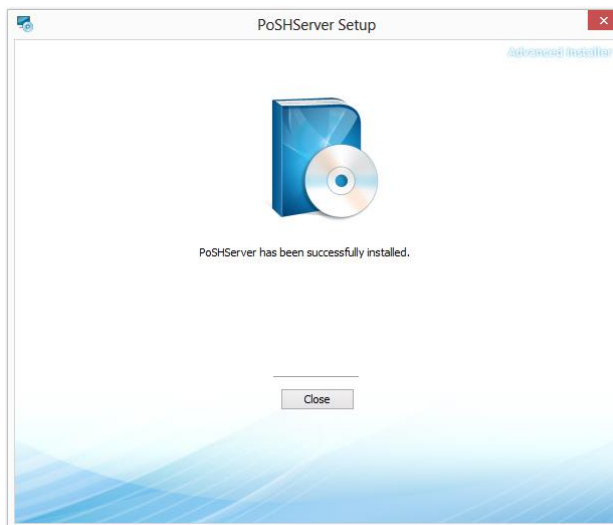 PoSHServer Setup
Advanced Installer
PoSHServer has been successfully installed.
Close